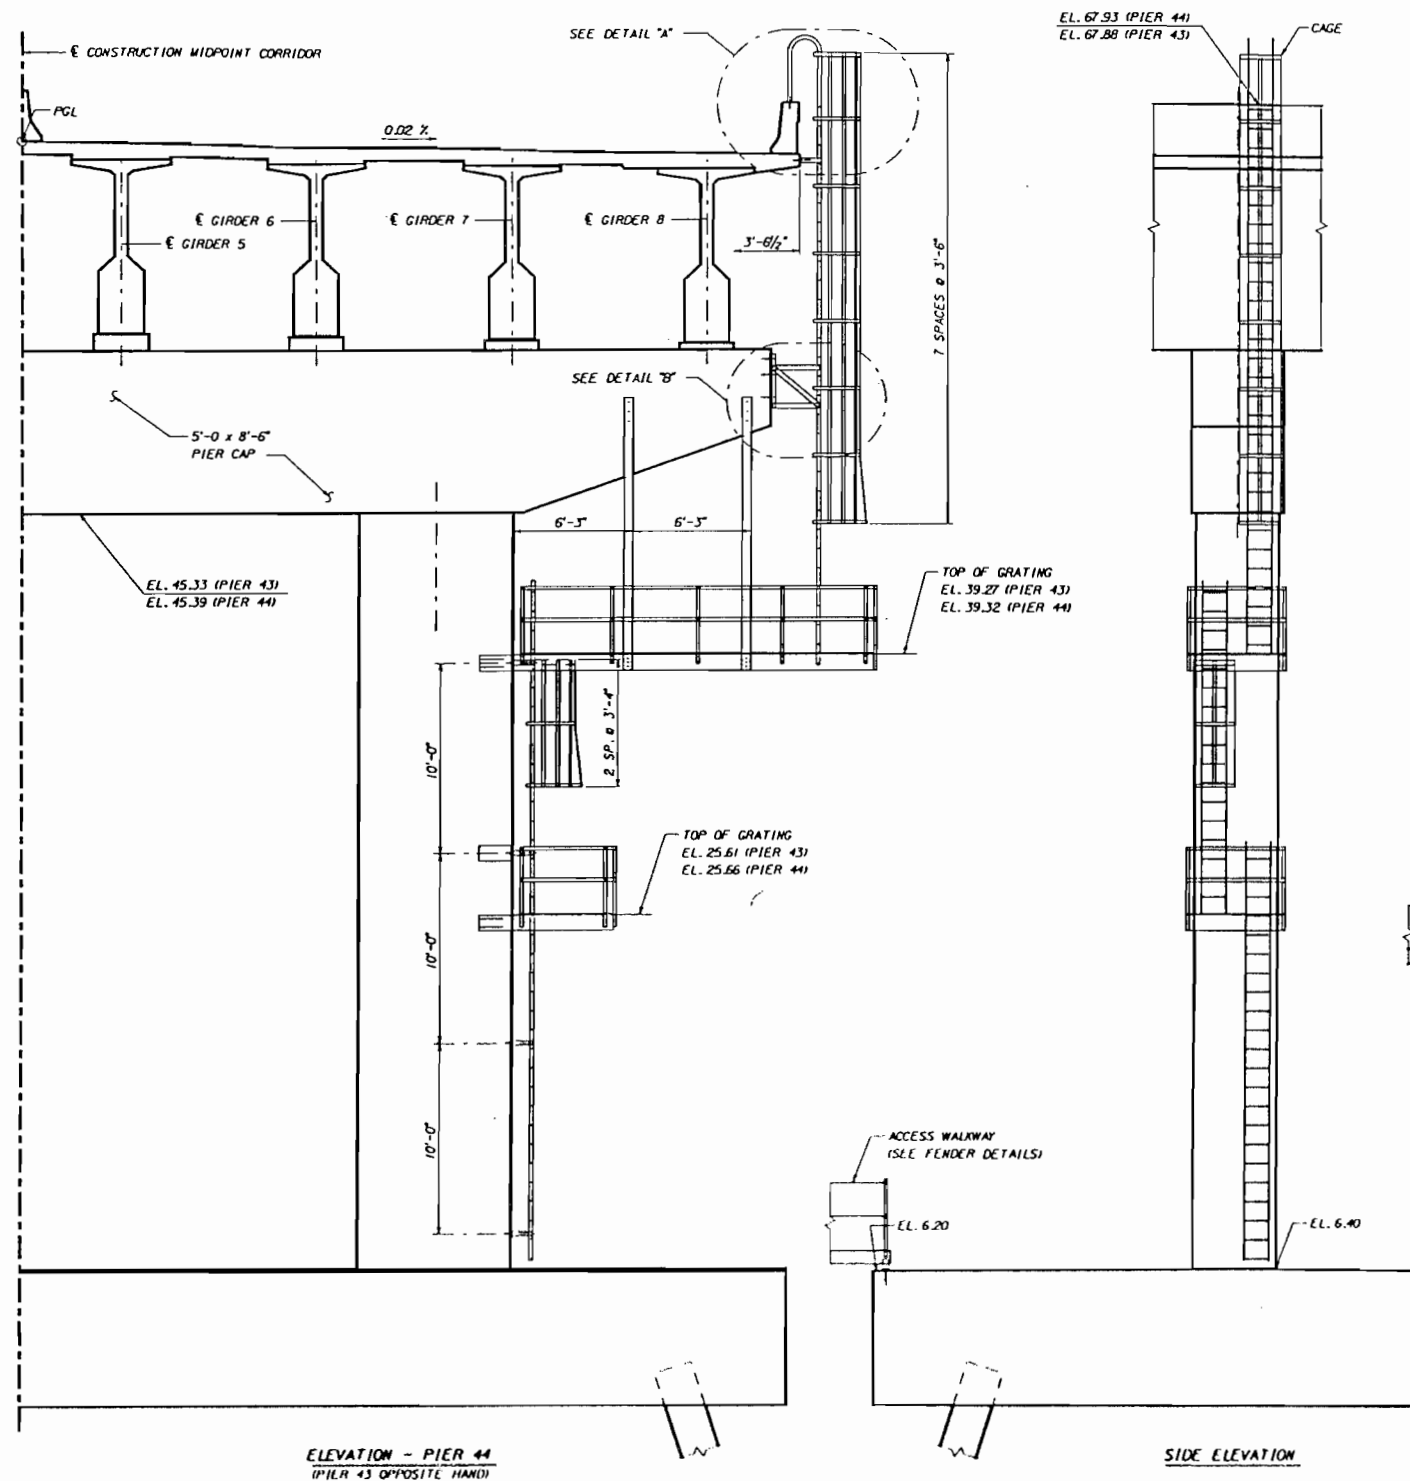 ℄ CONSTRUCTION MIDPOINT CORRIDOR
PGL
0.02 %
SEE DETAIL "A"
EL. 67.93 (PIER 44)
EL. 67.88 (PIER 43)
CAGE
℄ GIRDER 5
℄ GIRDER 6
℄ GIRDER 7
℄ GIRDER 8
3'-6½"
7 SPACES @ 3'-6"
SEE DETAIL "B"
5'-0 x 8'-6"
PIER CAP
6'-3"
6'-3"
EL. 45.33 (PIER 43)
EL. 45.39 (PIER 44)
TOP OF GRATING
EL. 39.27 (PIER 43)
EL. 39.32 (PIER 44)
10'-0"
2 SP. @ 3'-4"
TOP OF GRATING
EL. 25.61 (PIER 43)
EL. 25.66 (PIER 44)
10'-0"
10'-0"
ACCESS WALKWAY
(SEE FENDER DETAILS)
EL. 6.20
EL. 6.40
ELEVATION - PIER 44
(PIER 43 OPPOSITE HAND)
SIDE ELEVATION